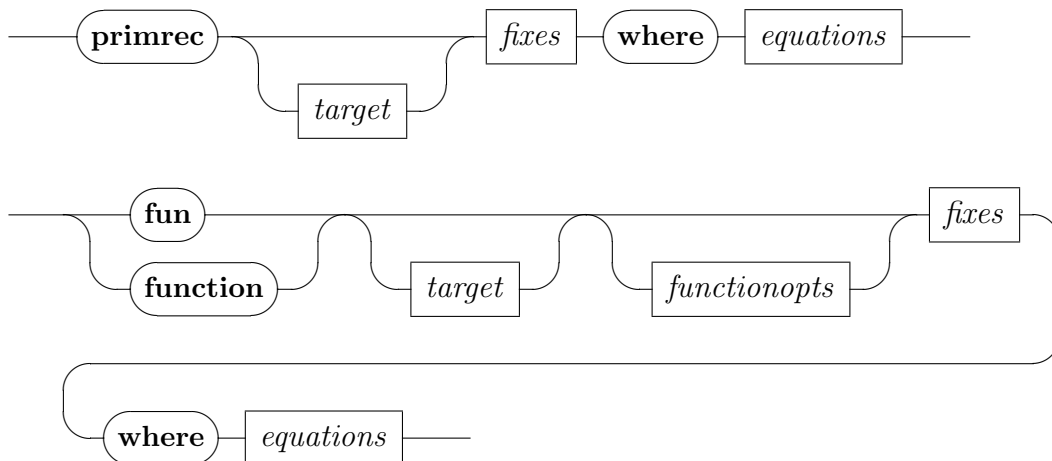 primrec fixes where equations
target
fun fixes
function target functionopts
where equations